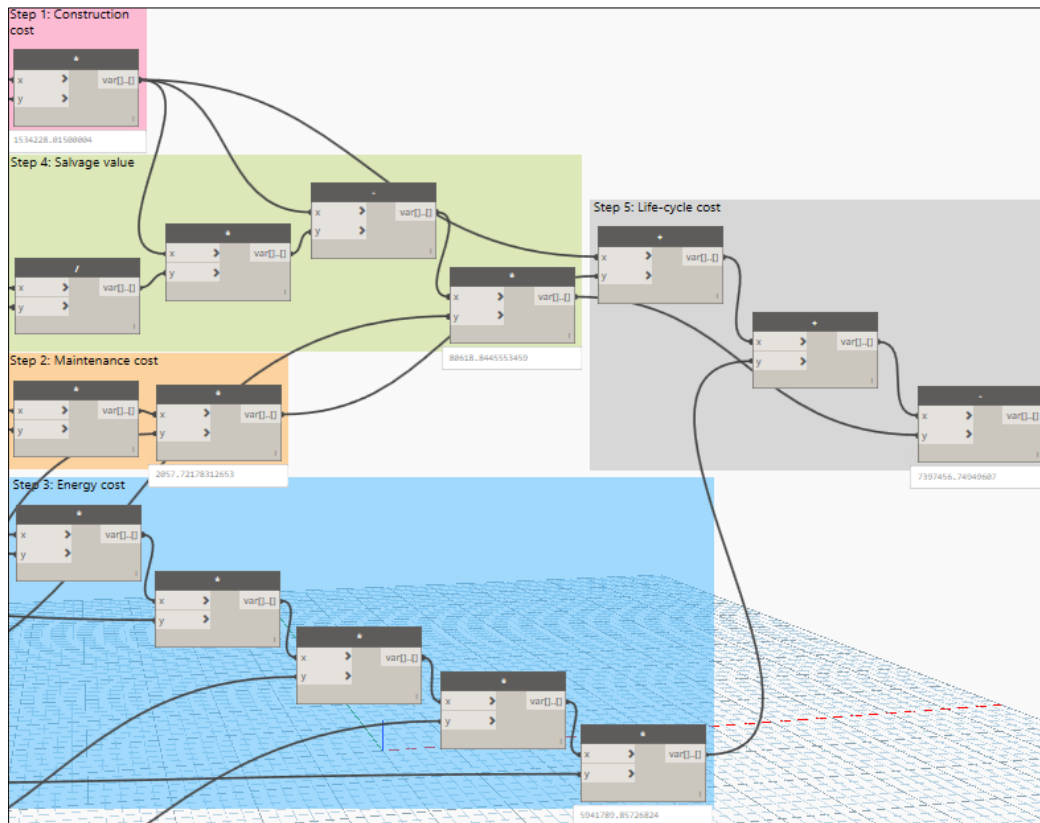 Step 1: Construction
cost
*
x > var[]..[]
y >
I
1534228.01500004
Step 4: Salvage value
-
x > var[]..[]
y >
I
*
x > var[]..[]
y >
I
/
x > var[]..[]
y >
I
*
x > var[]..[]
y >
I
80618.8445553459
Step 2: Maintenance cost
*
x > var[]..[]
y >
I
*
x > var[]..[]
y >
I
2057.72178312653
Step 3: Energy cost
*
x > var[]..[]
y >
I
*
x > var[]..[]
y >
I
*
x > var[]..[]
y >
I
*
x > var[]..[]
y >
I
*
x > var[]..[]
y >
I
5941789.85726824
Step 5: Life-cycle cost
+
x > var[]..[]
y >
I
+
x > var[]..[]
y >
I
-
x > var[]..[]
y >
I
7397456.74949607